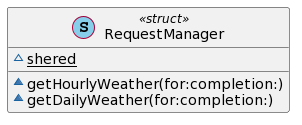 «struct»
S RequestManager
shered
getHourlyWeather(for:completion:)
getDailyWeather(for:completion:)